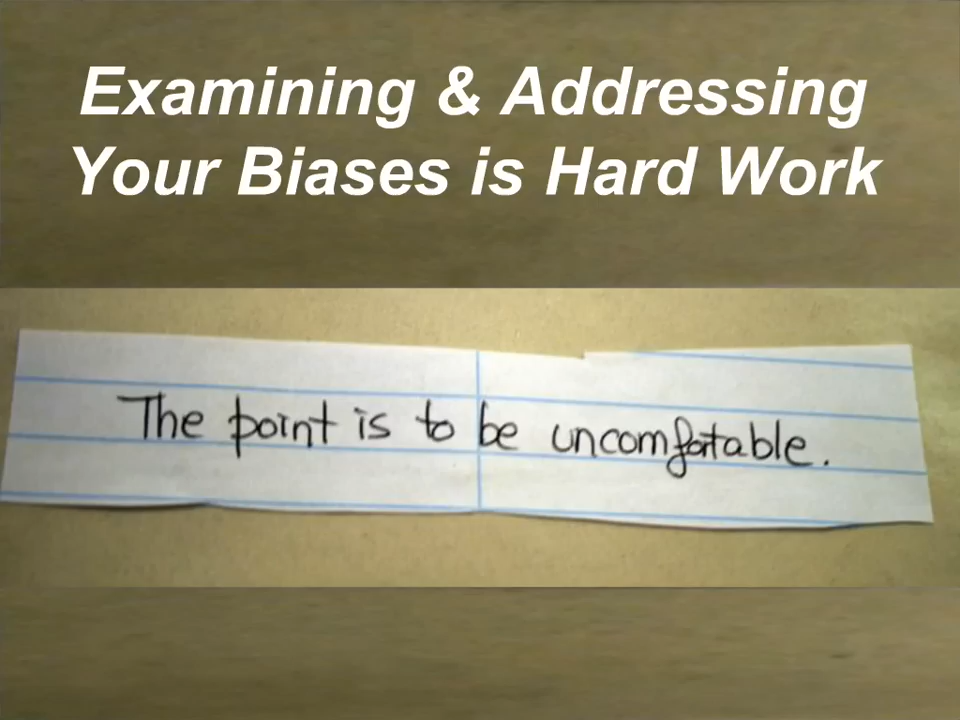 Examining & Addressing
Your Biases is Hard Work
The point is to be uncomfortable.